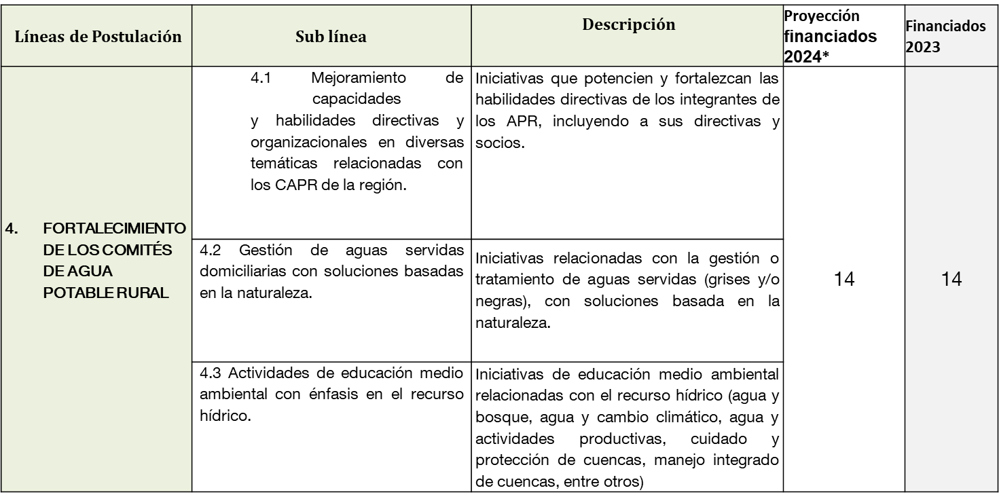 Líneas de Postulación
Sub línea
Descripción
Proyección
financiados
2024*
Financiados
2023
4. FORTALECIMIENTO
DE LOS COMITÉS
DE AGUA
POTABLE RURAL
4.1 Mejoramiento de
capacidades
y habilidades directivas y
organizacionales en diversas
temáticas relacionadas con
los CAPR de la región.
Iniciativas que potencien y fortalezcan las
habilidades directivas de los integrantes de
los APR, incluyendo a sus directivas y
socios.
4.2 Gestión de aguas servidas
domiciliarias con soluciones basadas
en la naturaleza.
Iniciativas relacionadas con la gestión o
tratamiento de aguas servidas (grises y/o
negras), con soluciones basada en la
naturaleza.
4.3 Actividades de educación medio
ambiental con énfasis en el recurso
hídrico.
Iniciativas de educación medio ambiental
relacionadas con el recurso hídrico (agua y
bosque, agua y cambio climático, agua y
actividades productivas, cuidado y
protección de cuencas, manejo integrado
de cuencas, entre otros)
14
14